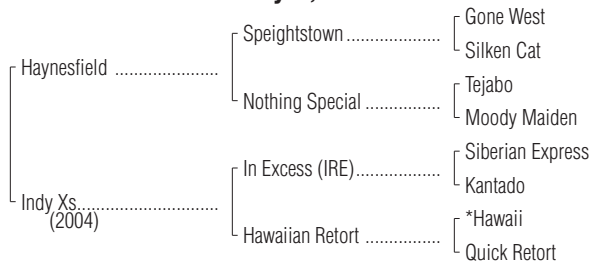 Gone West
Speightstown ....................
Silken Cat
Haynesfield ......................
Tejabo
Nothing Special ................
Moody Maiden
Siberian Express
In Excess (IRE)..................
Kantado
Indy Xs..............................
(2004)
*Hawaii
Hawaiian Retort ................
Quick Retort